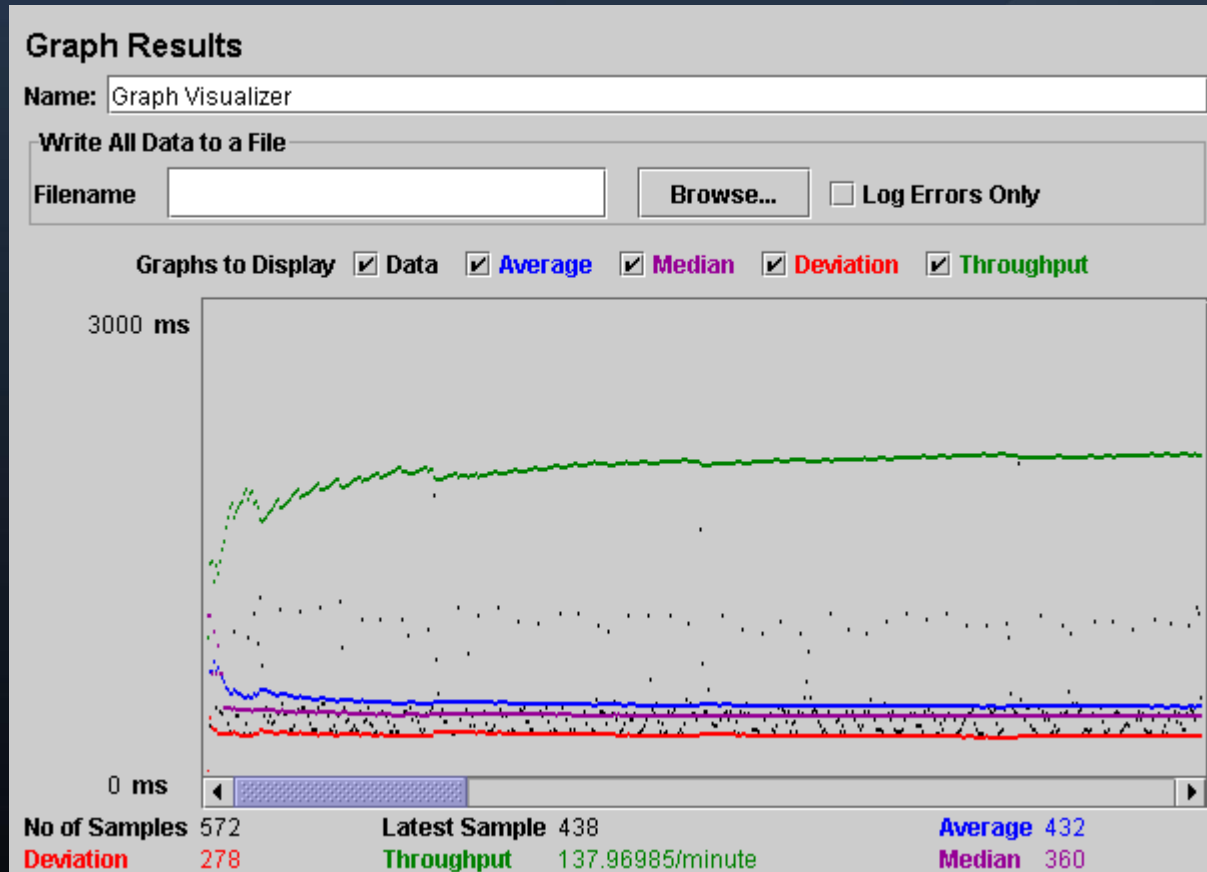 Graph Results
Name: Graph Visualizer
Write All Data to a File
Filename Browse... Log Errors Only
Graphs to Display Data Average Median Deviation Throughput
3000 ms
0 ms
No of Samples 572 Latest Sample 438 Average 432
Deviation 278 Throughput 137.96985/minute Median 360